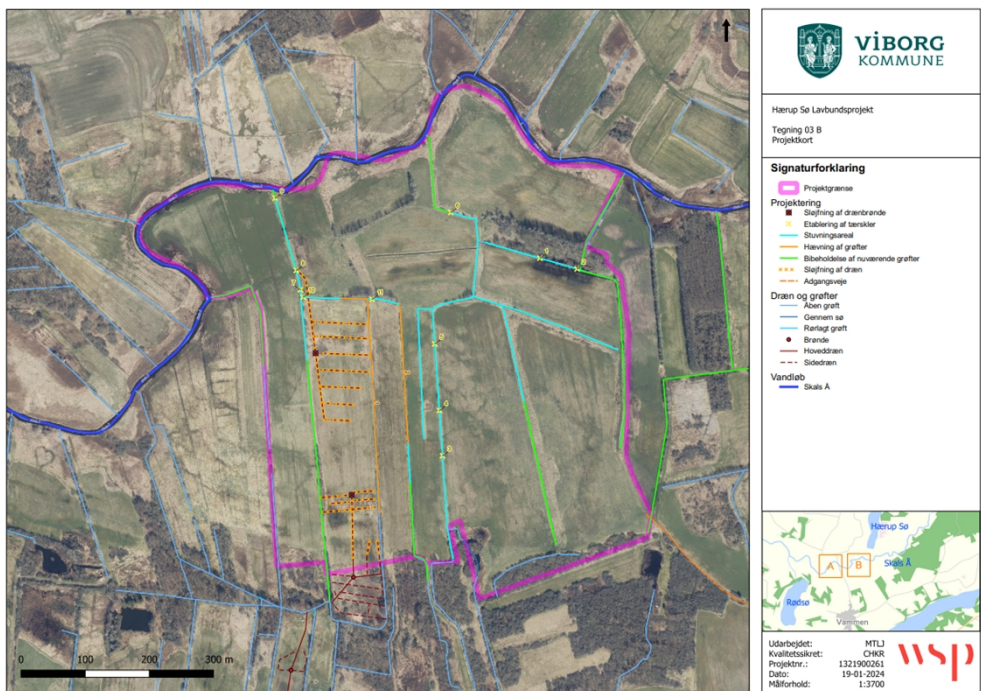 VIBORG
KOMMUNE
Hærup Sø Lavbundsprojekt
Tegning 03 B
Projektkort
Signaturforklaring
Projektgrænse
Projektering
Sløjfning af drænbrønde
Etablering af tærskler
Stuvningsareal
Hævning af grøfter
Bibeholdelse af nuværende grøfter
Sløjfning af dræn
Adgangsveje
Dræn og grøfter
Åben grøft
Gennem sø
Rørlagt grøft
Brønde
Hoveddræn
Sidedræn
Vandløb
Skals Å
Hærup Sø
A
B
Skals Å
Rødsø
Vammen
Udarbejdet: MTLJ
Kvalitetssikret: CHKR
Projektnr.: 1321900261
Dato: 19-01-2024
Målforhold: 1:3700
wsp
0 100 200 300 m